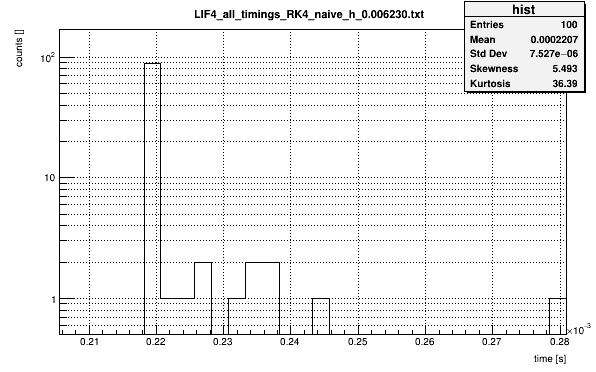 LIF4_all_timings_RK4_naive_h_0.006230.txt
hist
Entries 100
Mean 0.0002207
Std Dev 7.527e−06
Skewness 5.493
Kurtosis 36.39
counts []
10²
10
1
0.21 0.22 0.23 0.24 0.25 0.26 0.27 0.28
×10⁻³
time [s]